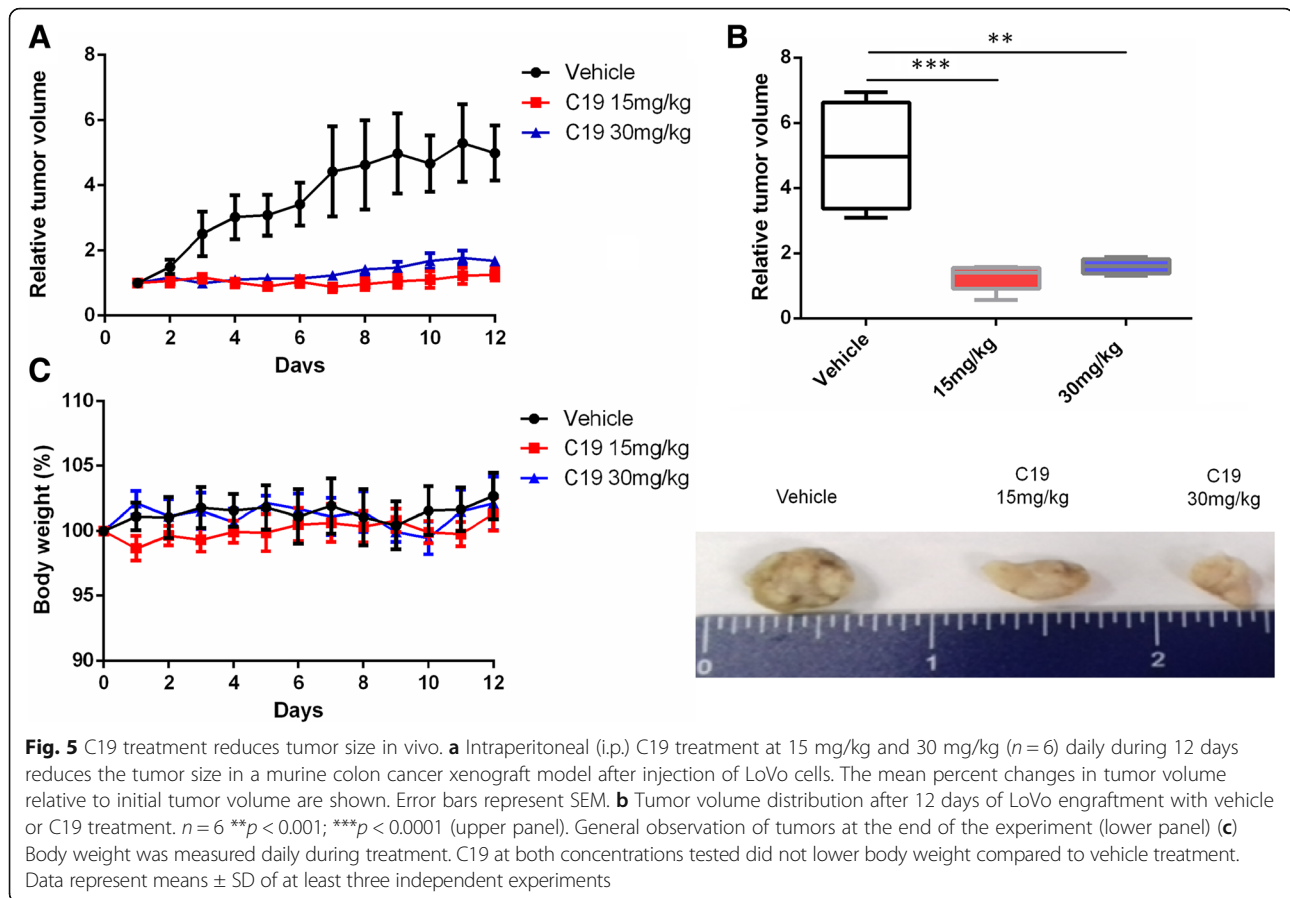 A
8
6
4
2
0
Relative tumor volume
0 2 4 6 8 10 12
Days
Vehicle
C19 15mg/kg
C19 30mg/kg
B
**
***
8
6
4
2
0
Relative tumor volume
Vehicle
15mg/kg
30mg/kg
C
110
105
100
95
90
Body weight (%)
0 2 4 6 8 10 12
Days
Vehicle
C19 15mg/kg
C19 30mg/kg
Vehicle
C19
15mg/kg
C19
30mg/kg
0 1 2
Fig. 5 C19 treatment reduces tumor size in vivo. a Intraperitoneal (i.p.) C19 treatment at 15 mg/kg and 30 mg/kg (n = 6) daily during 12 days
reduces the tumor size in a murine colon cancer xenograft model after injection of LoVo cells. The mean percent changes in tumor volume
relative to initial tumor volume are shown. Error bars represent SEM. b Tumor volume distribution after 12 days of LoVo engraftment with vehicle
or C19 treatment. n = 6 **p < 0.001; ***p < 0.0001 (upper panel). General observation of tumors at the end of the experiment (lower panel) (c)
Body weight was measured daily during treatment. C19 at both concentrations tested did not lower body weight compared to vehicle treatment.
Data represent means ± SD of at least three independent experiments